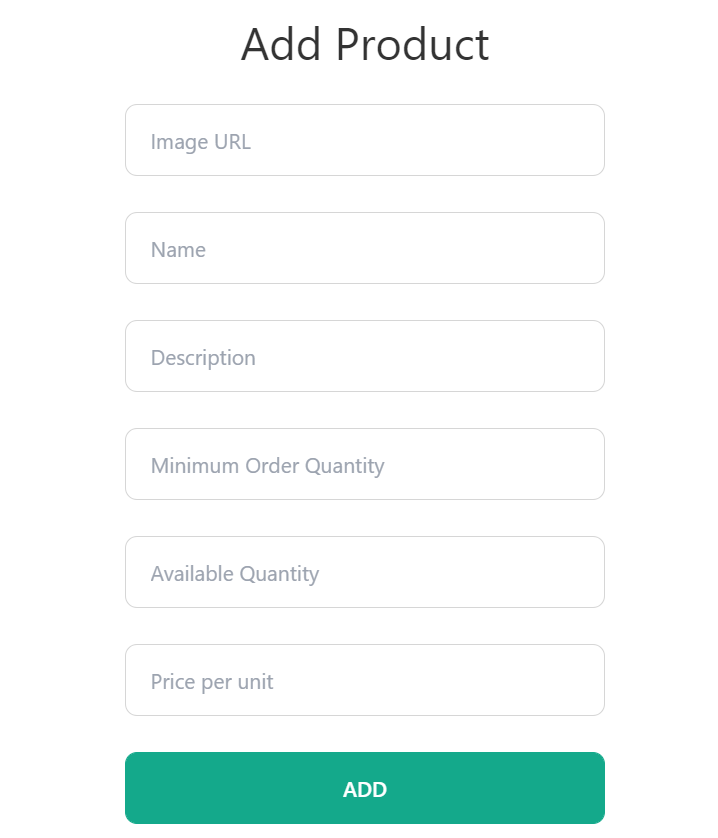 Add Product
Image URL
Name
Description
Minimum Order Quantity
Available Quantity
Price per unit
ADD